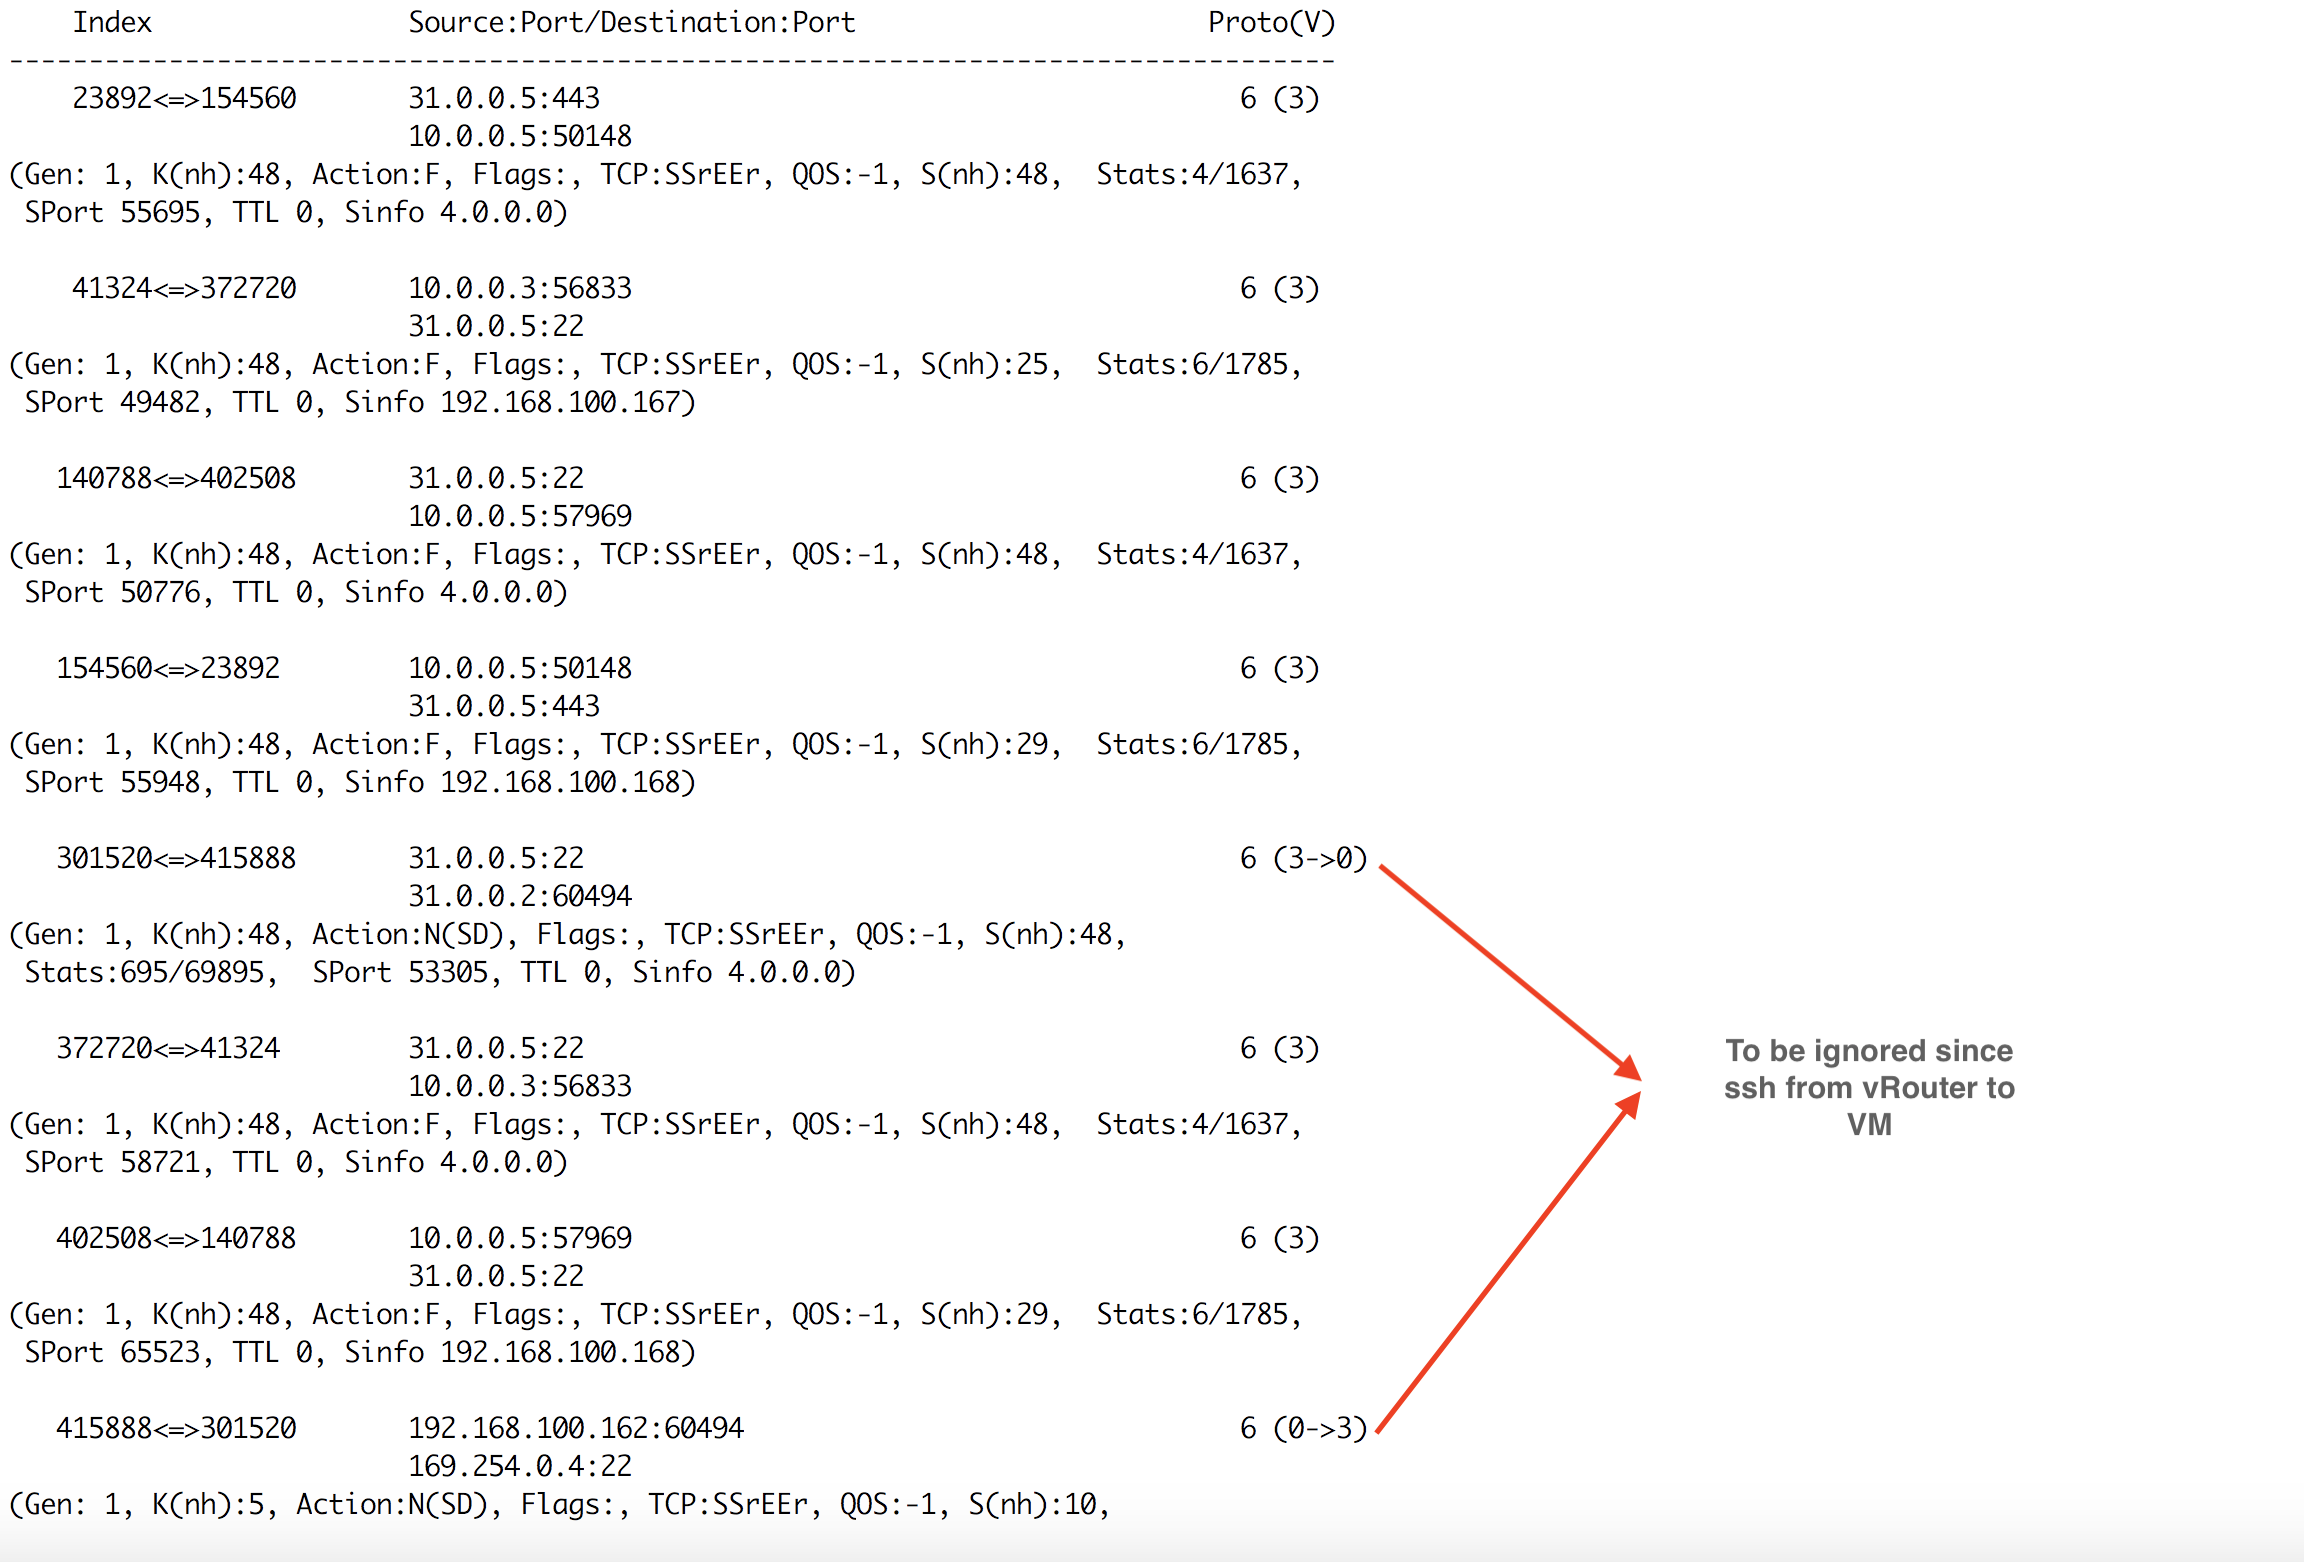 Index Source:Port/Destination:Port Proto(V)
-----------------------------------------------------------------------------------
23892<=>154560 31.0.0.5:443 6 (3)
10.0.0.5:50148
(Gen: 1, K(nh):48, Action:F, Flags:, TCP:SSrEEr, QOS:-1, S(nh):48, Stats:4/1637,
SPort 55695, TTL 0, Sinfo 4.0.0.0)
41324<=>372720 10.0.0.3:56833 6 (3)
31.0.0.5:22
(Gen: 1, K(nh):48, Action:F, Flags:, TCP:SSrEEr, QOS:-1, S(nh):25, Stats:6/1785,
SPort 49482, TTL 0, Sinfo 192.168.100.167)
140788<=>402508 31.0.0.5:22 6 (3)
10.0.0.5:57969
(Gen: 1, K(nh):48, Action:F, Flags:, TCP:SSrEEr, QOS:-1, S(nh):48, Stats:4/1637,
SPort 50776, TTL 0, Sinfo 4.0.0.0)
154560<=>23892 10.0.0.5:50148 6 (3)
31.0.0.5:443
(Gen: 1, K(nh):48, Action:F, Flags:, TCP:SSrEEr, QOS:-1, S(nh):29, Stats:6/1785,
SPort 55948, TTL 0, Sinfo 192.168.100.168)
301520<=>415888 31.0.0.5:22 6 (3->0)
31.0.0.2:60494
(Gen: 1, K(nh):48, Action:N(SD), Flags:, TCP:SSrEEr, QOS:-1, S(nh):48,
Stats:695/69895, SPort 53305, TTL 0, Sinfo 4.0.0.0)
372720<=>41324 31.0.0.5:22 6 (3)
10.0.0.3:56833
(Gen: 1, K(nh):48, Action:F, Flags:, TCP:SSrEEr, QOS:-1, S(nh):48, Stats:4/1637,
SPort 58721, TTL 0, Sinfo 4.0.0.0)
402508<=>140788 10.0.0.5:57969 6 (3)
31.0.0.5:22
(Gen: 1, K(nh):48, Action:F, Flags:, TCP:SSrEEr, QOS:-1, S(nh):29, Stats:6/1785,
SPort 65523, TTL 0, Sinfo 192.168.100.168)
415888<=>301520 192.168.100.162:60494 6 (0->3)
169.254.0.4:22
(Gen: 1, K(nh):5, Action:N(SD), Flags:, TCP:SSrEEr, QOS:-1, S(nh):10,
To be ignored since
ssh from vRouter to
VM